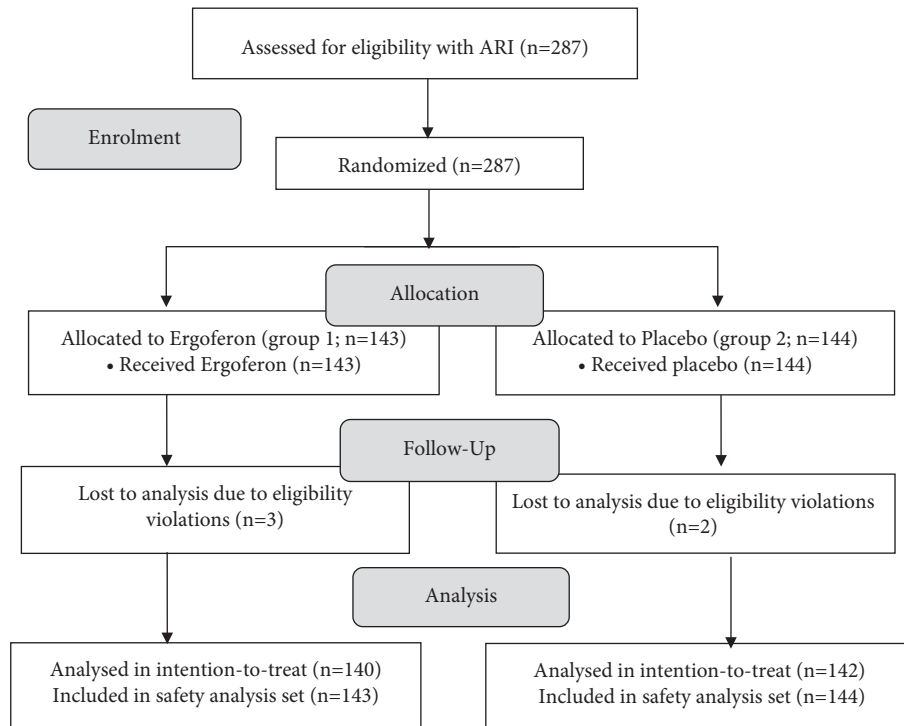 Assessed for eligibility with ARI (n=287)
Enrolment
Randomized (n=287)
Allocation
Allocated to Ergoferon (group 1; n=143)
• Received Ergoferon (n=143)
Allocated to Placebo (group 2; n=144)
• Received placebo (n=144)
Follow-Up
Lost to analysis due to eligibility
violations (n=3)
Lost to analysis due to eligibility violations
(n=2)
Analysis
Analysed in intention-to-treat (n=140)
Included in safety analysis set (n=143)
Analysed in intention-to-treat (n=142)
Included in safety analysis set (n=144)